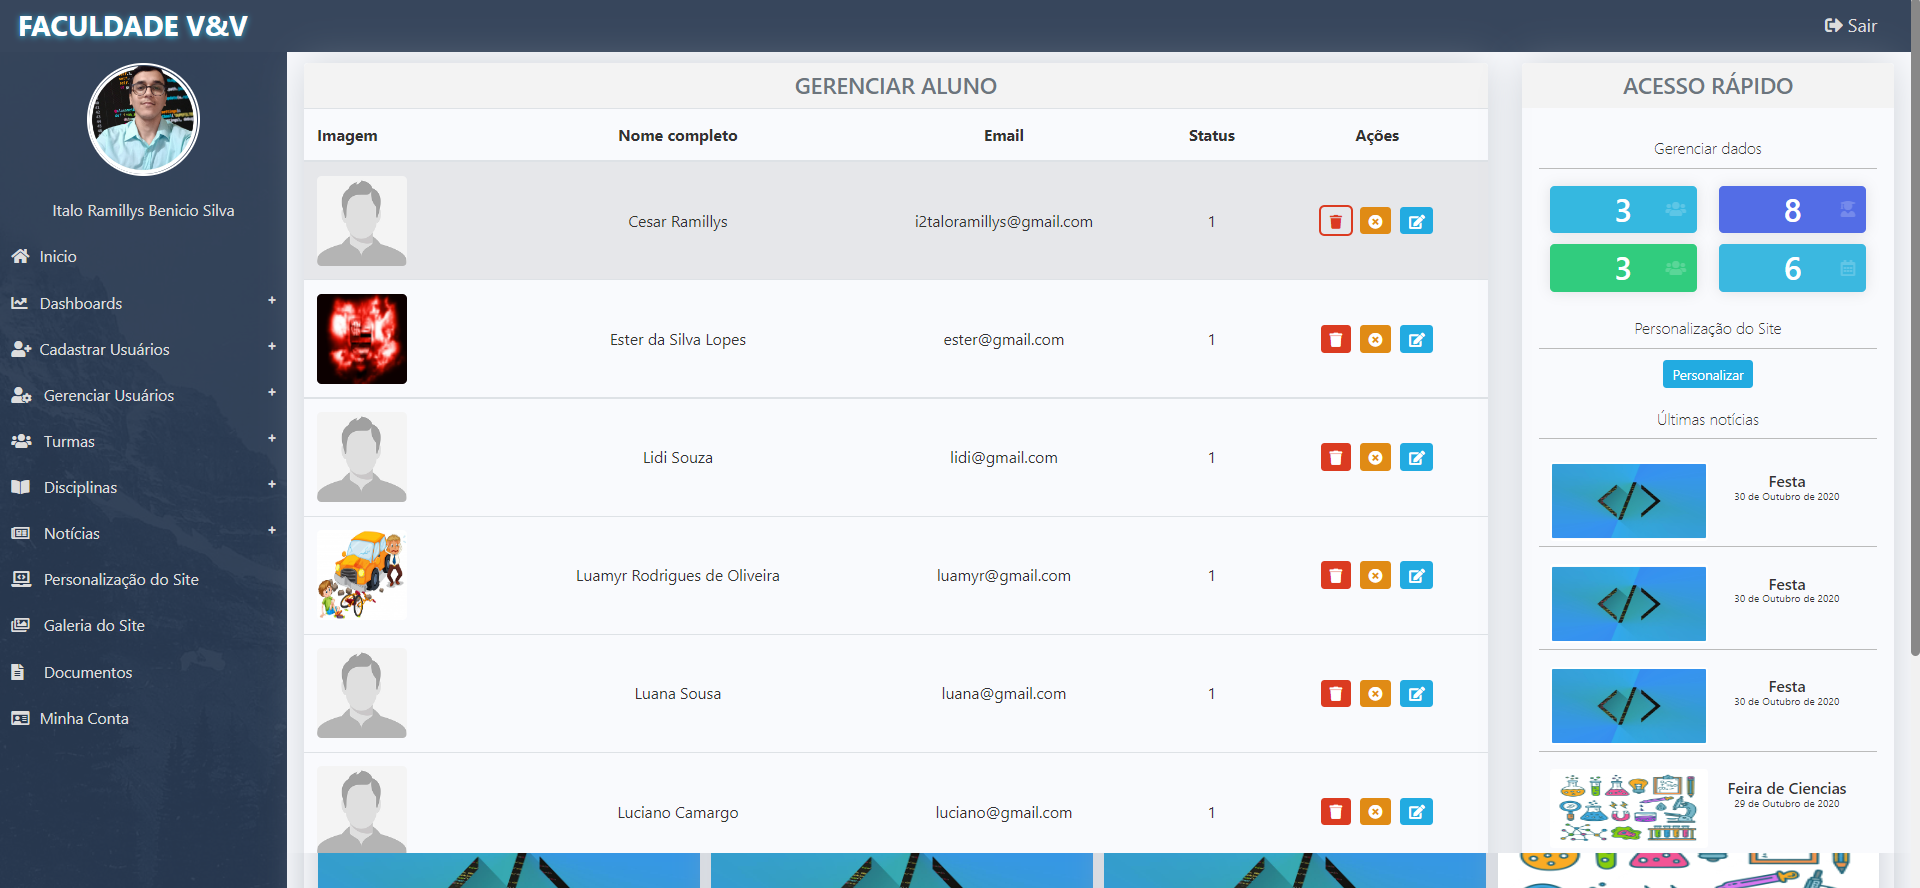 FACULDADE V&V
Sair
Italo Ramillys Benicio Silva
Inicio
Dashboards +
Cadastrar Usuários +
Gerenciar Usuários +
Turmas +
Disciplinas +
Notícias +
Personalização do Site
Galeria do Site
Documentos
Minha Conta
GERENCIAR ALUNO
Imagem Nome completo Email Status Ações
Cesar Ramillys i2taloramillys@gmail.com 1
Ester da Silva Lopes ester@gmail.com 1
Lidi Souza lidi@gmail.com 1
Luamyr Rodrigues de Oliveira luamyr@gmail.com 1
Luana Sousa luana@gmail.com 1
Luciano Camargo luciano@gmail.com 1
ACESSO RÁPIDO
Gerenciar dados
3 8
3 6
Personalização do Site
Personalizar
Últimas notícias
Festa
30 de Outubro de 2020
Festa
30 de Outubro de 2020
Festa
30 de Outubro de 2020
Feira de Ciencias
29 de Outubro de 2020